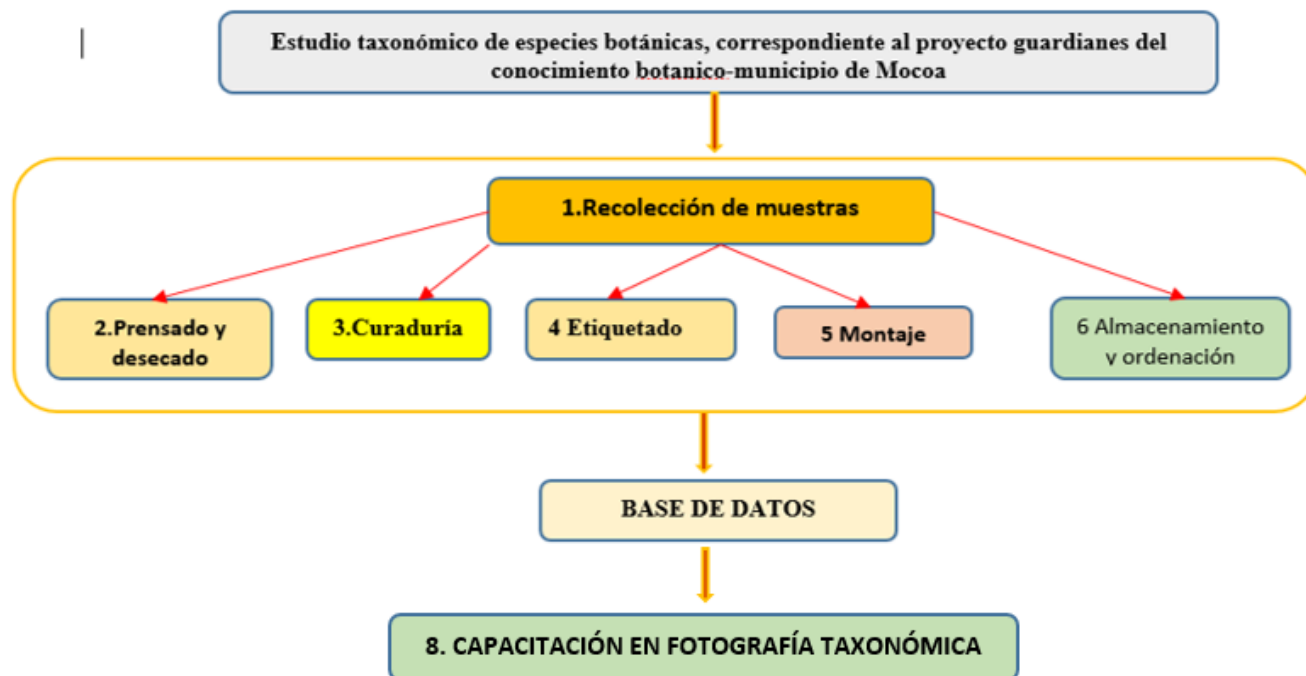 Estudio taxonómico de especies botánicas, correspondiente al proyecto guardianes del
conocimiento botanico-municipio de Mocoa
1.Recolección de muestras
2.Prensado y
desecado
3.Curaduría
4 Etiquetado
5 Montaje
6 Almacenamiento
y ordenación
BASE DE DATOS
8. CAPACITACIÓN EN FOTOGRAFÍA TAXONÓMICA